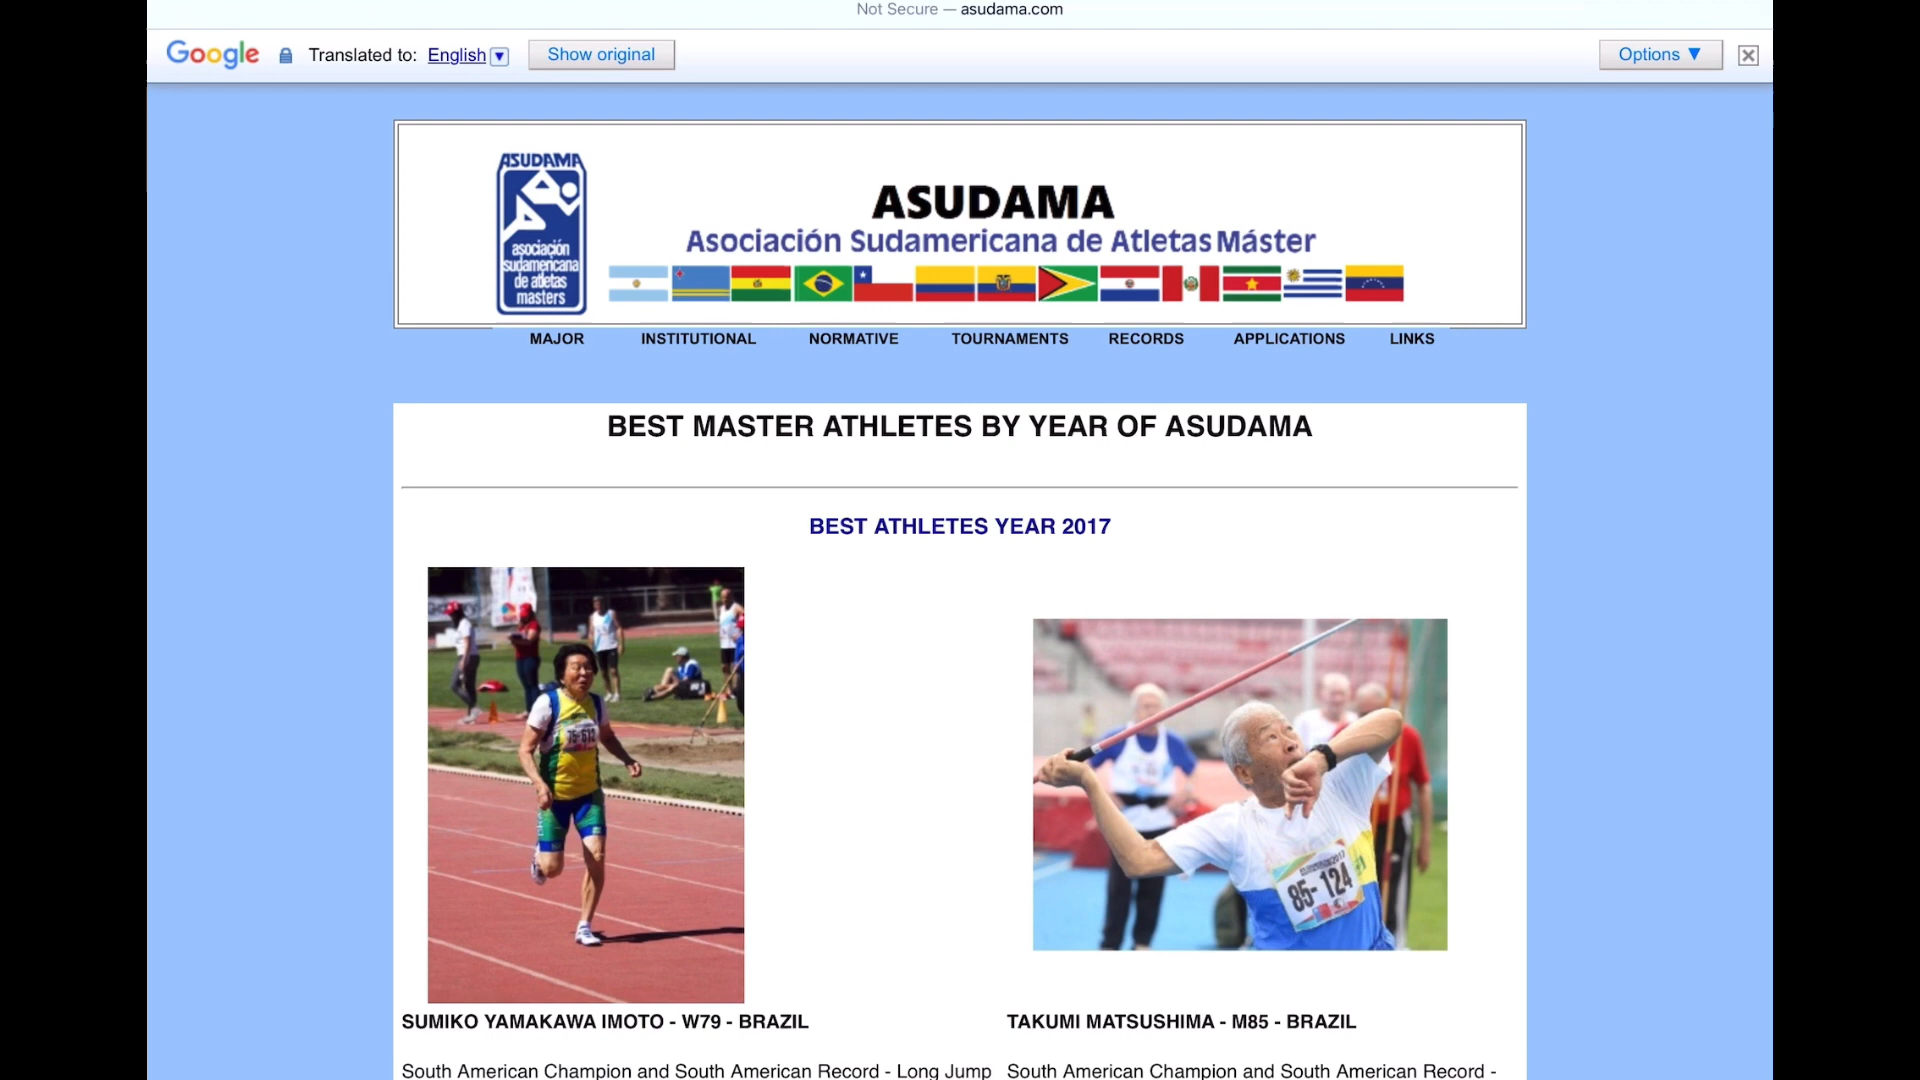 Not Secure — asudama.com
Google Translated to: English ▼ Show original Options ▼
ASUDAMA
asociación
sudamericana
de atletas
masters
ASUDAMA
Asociación Sudamericana de Atletas Máster
MAJOR INSTITUTIONAL NORMATIVE TOURNAMENTS RECORDS APPLICATIONS LINKS
BEST MASTER ATHLETES BY YEAR OF ASUDAMA
BEST ATHLETES YEAR 2017
75-613
85-124
SUMIKO YAMAKAWA IMOTO - W79 - BRAZIL
TAKUMI MATSUSHIMA - M85 - BRAZIL
South American Champion and South American Record - Long Jump
South American Champion and South American Record -